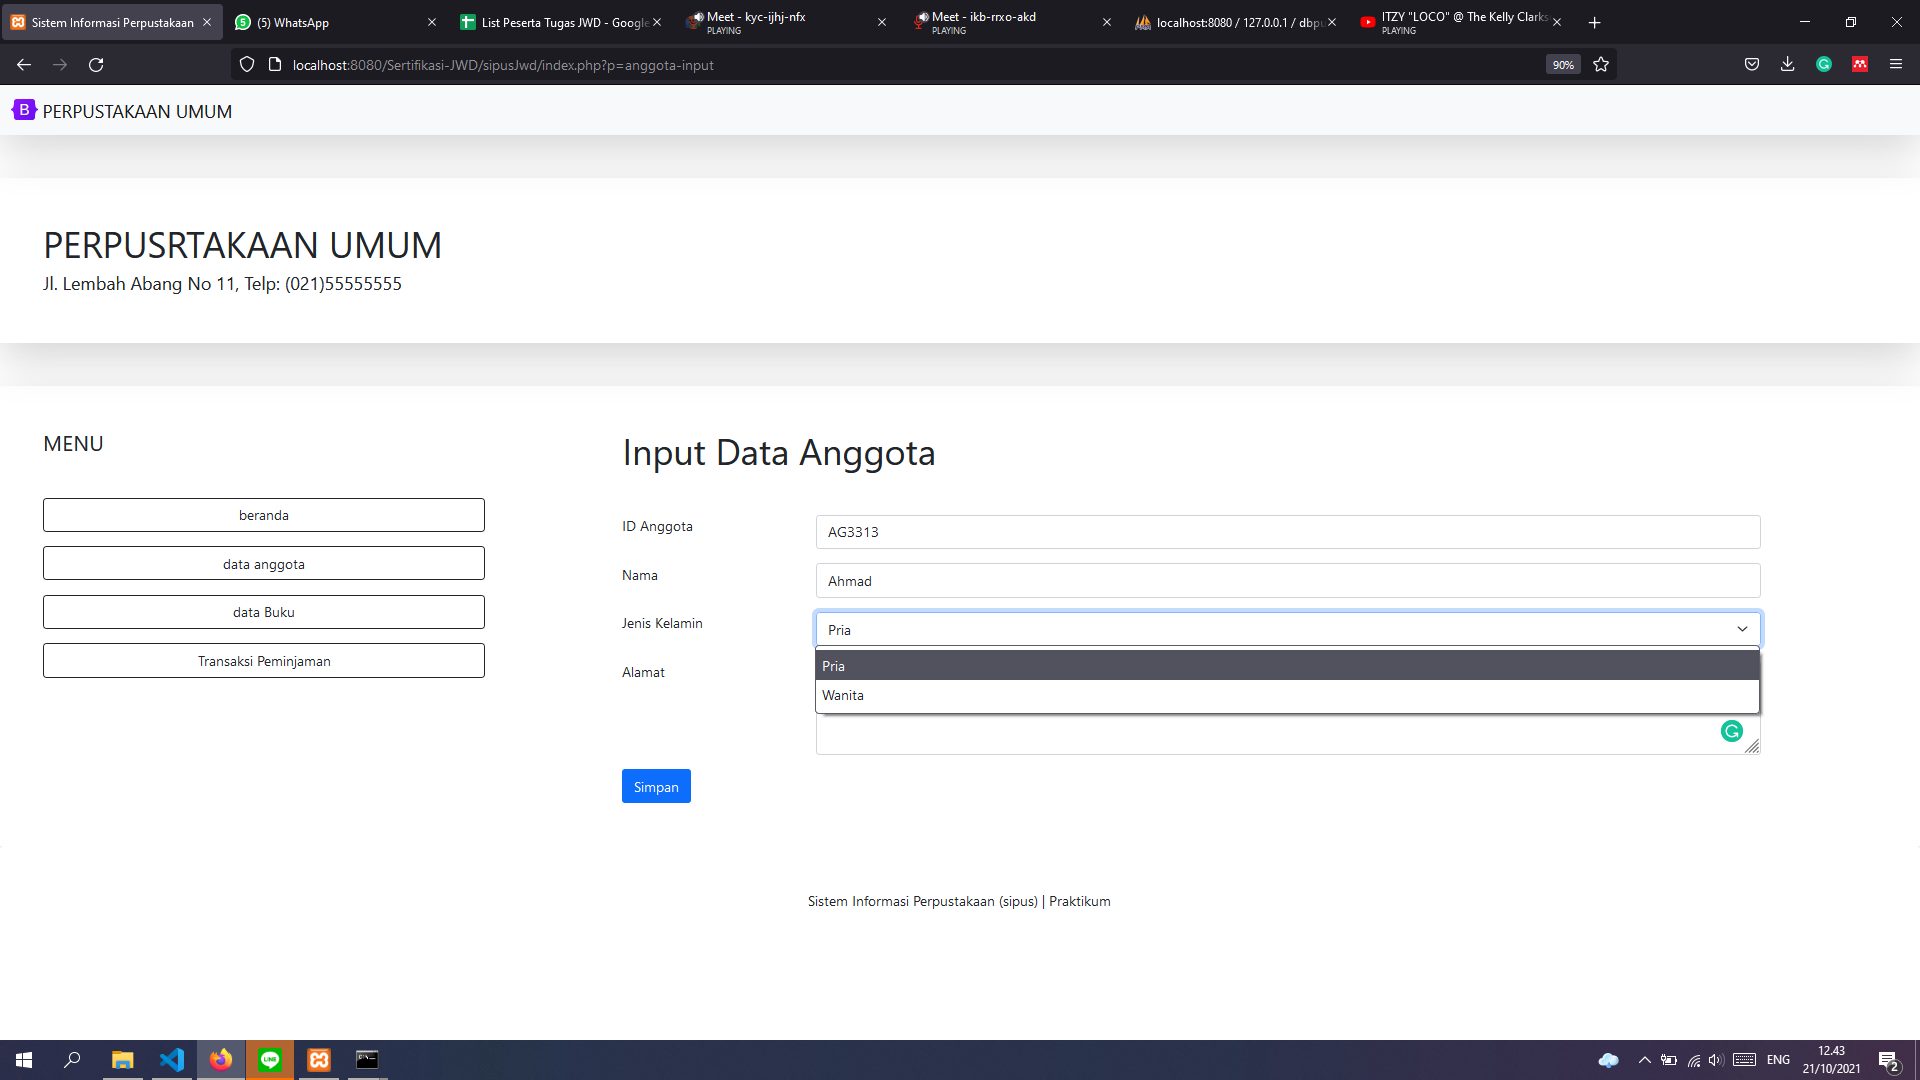 Sistem Informasi Perpustakaan
(5) WhatsApp
List Peserta Tugas JWD - Google
Meet - kyc-ijhj-nfx
PLAYING
Meet - ikb-rrxo-akd
PLAYING
localhost:8080 / 127.0.0.1 / dbpu
ITZY "LOCO" @ The Kelly Clarks
PLAYING
localhost:8080/Sertifikasi-JWD/sipusJwd/index.php?p=anggota-input
90%
B PERPUSTAKAAN UMUM
PERPUSRTAKAAN UMUM
Jl. Lembah Abang No 11, Telp: (021)55555555
MENU
beranda
data anggota
data Buku
Transaksi Peminjaman
Input Data Anggota
ID Anggota
AG3313
Nama
Ahmad
Jenis Kelamin
Pria
Pria
Wanita
Alamat
Simpan
Sistem Informasi Perpustakaan (sipus) | Praktikum
LINE
ENG
12.43
21/10/2021
2